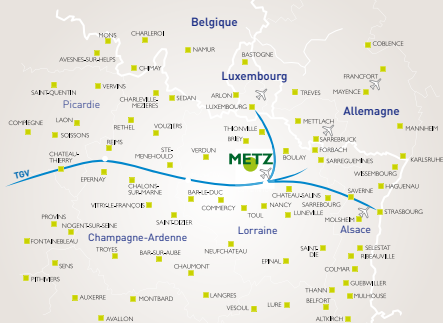 Belgique
MONS
CHARLEROI
NAMUR
COBLENCE
AVESNES-SUR-HELPS
BASTOGNE
CHIMAY
Luxembourg
FRANCFORT
SAINT-QUENTIN
VERVINS
CHARLEVILLE-
MEZIERES
SEDAN
ARLON
TREVES
MAYENCE
Picardie
LUXEMBOURG
Allemagne
COMPIEGNE
LAON
RETHEL
VOUZIERS
METTLACH
MANNHEIM
SOISSONS
THIONVILLE
SARREBRUCK
REIMS
BRIEY
FORBACH
STE-
MENEHOULD
VERDUN
METZ
BOULAY
SARREGUEMINES
KARLSRUHE
CHATEAU-
THIERRY
WISSEMBOURG
TGV
EPERNAY
CHALONS-
SUR-MARNE
BAR-LE-DUC
CHATEAU-SALINS
SAVERNE
HAGUENAU
VITRY-LE-FRANÇOIS
COMMERCY
NANCY
SARREBOURG
TOUL
LUNEVILLE
STRASBOURG
PROVINS
SAINT-DIZIER
MOLSHEIM
NOGENT-SUR-SEINE
Lorraine
Alsace
FONTAINEBLEAU
Champagne-Ardenne
NEUFCHATEAU
SAINT-
DIE
SELESTAT
TROYES
BAR-SUR-AUBE
EPINAL
RIBEAUVILLE
SENS
CHAUMONT
COLMAR
PITHIVIERS
GUEBWILLER
THANN
AUXERRE
MONTBARD
LANGRES
MULHOUSE
LURE
BELFORT
VESOUL
AVALLON
ALTKIRCH